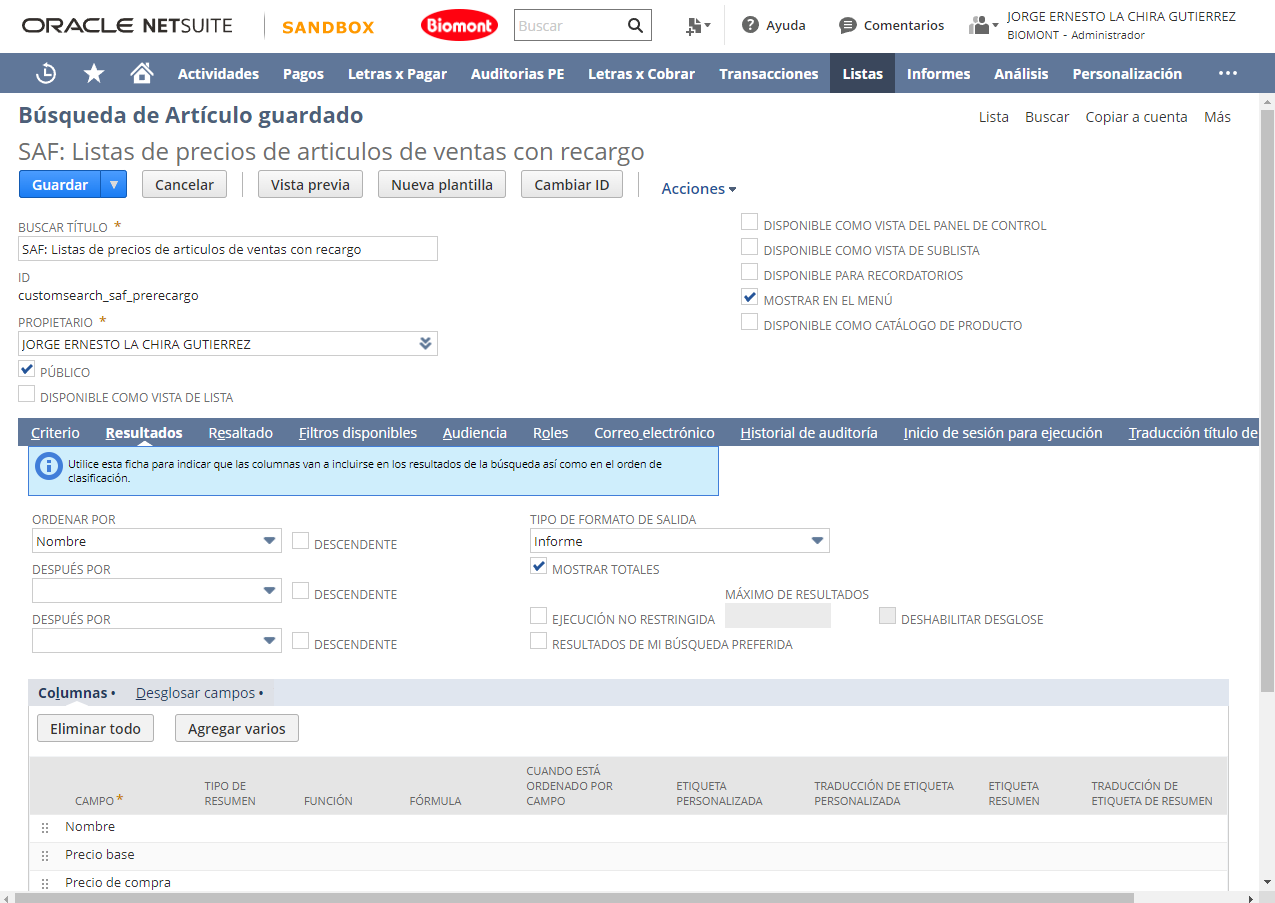 ORACLE NETSUITE
SANDBOX
Biomont
Buscar
Ayuda
Comentarios
JORGE ERNESTO LA CHIRA GUTIERREZ
BIOMONT - Administrador
Actividades Pagos Letras x Pagar Auditorias PE Letras x Cobrar Transacciones Listas Informes Análisis Personalización
Búsqueda de Artículo guardado
Lista Buscar Copiar a cuenta Más
SAF: Listas de precios de articulos de ventas con recargo
Guardar Cancelar Vista previa Nueva plantilla Cambiar ID Acciones
BUSCAR TÍTULO *
SAF: Listas de precios de articulos de ventas con recargo
ID
customsearch_saf_prerecargo
PROPIETARIO *
JORGE ERNESTO LA CHIRA GUTIERREZ
PÚBLICO
DISPONIBLE COMO VISTA DE LISTA
DISPONIBLE COMO VISTA DEL PANEL DE CONTROL
DISPONIBLE COMO VISTA DE SUBLISTA
DISPONIBLE PARA RECORDATORIOS
MOSTRAR EN EL MENÚ
DISPONIBLE COMO CATÁLOGO DE PRODUCTO
Criterio Resultados Resaltado Filtros disponibles Audiencia Roles Correo electrónico Historial de auditoría Inicio de sesión para ejecución Traducción título de
Utilice esta ficha para indicar que las columnas van a incluirse en los resultados de la búsqueda así como en el orden de
clasificación.
ORDENAR POR
Nombre
DESCENDENTE
DESPUÉS POR
DESCENDENTE
DESPUÉS POR
DESCENDENTE
TIPO DE FORMATO DE SALIDA
Informe
MOSTRAR TOTALES
MÁXIMO DE RESULTADOS
EJECUCIÓN NO RESTRINGIDA
DESHABILITAR DESGLOSE
RESULTADOS DE MI BÚSQUEDA PREFERIDA
Columnas • Desglosar campos •
Eliminar todo Agregar varios
CAMPO *
TIPO DE
RESUMEN
FUNCIÓN
FÓRMULA
CUANDO ESTÁ
ORDENADO POR
CAMPO
ETIQUETA
PERSONALIZADA
TRADUCCIÓN DE ETIQUETA
PERSONALIZADA
ETIQUETA
RESUMEN
TRADUCCIÓN DE
ETIQUETA DE RESUMEN
Nombre
Precio base
Precio de compra